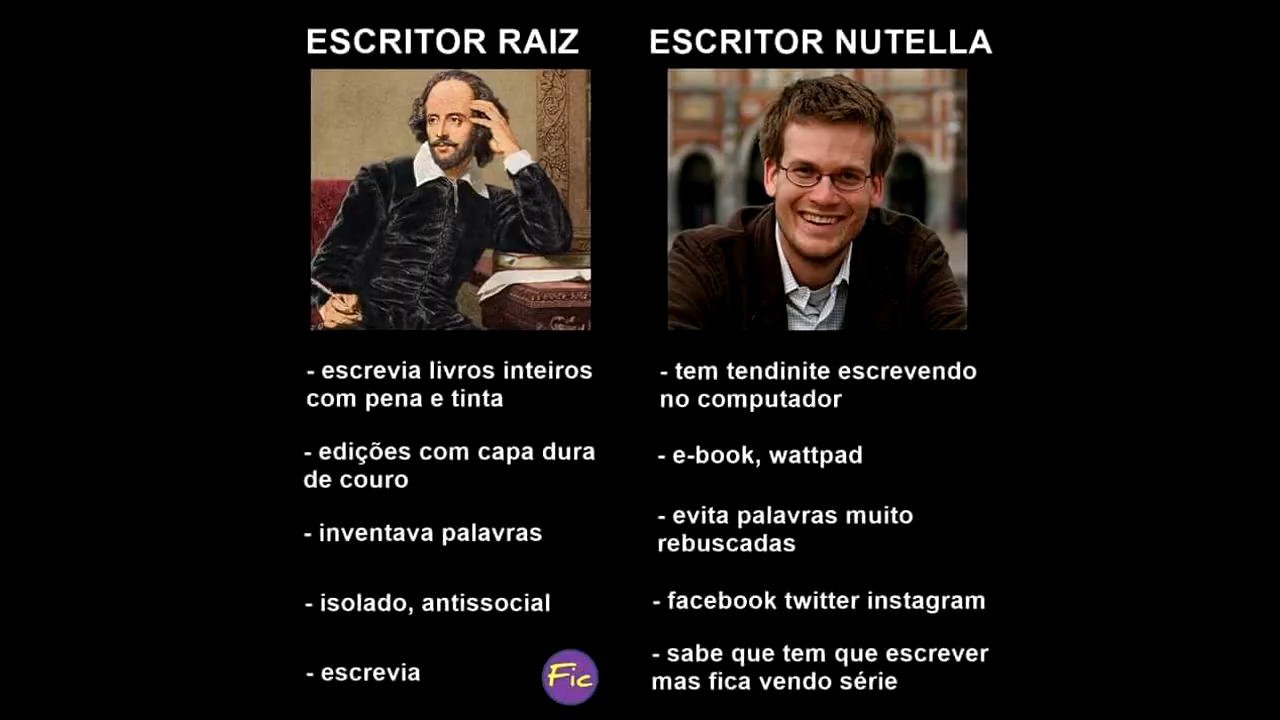 ESCRITOR RAIZ
- escrevia livros inteiros
com pena e tinta
- edições com capa dura
de couro
- inventava palavras
- isolado, antissocial
- escrevia
Fic
ESCRITOR NUTELLA
- tem tendinite escrevendo
no computador
- e-book, wattpad
- evita palavras muito
rebuscadas
- facebook twitter instagram
- sabe que tem que escrever
mas fica vendo série